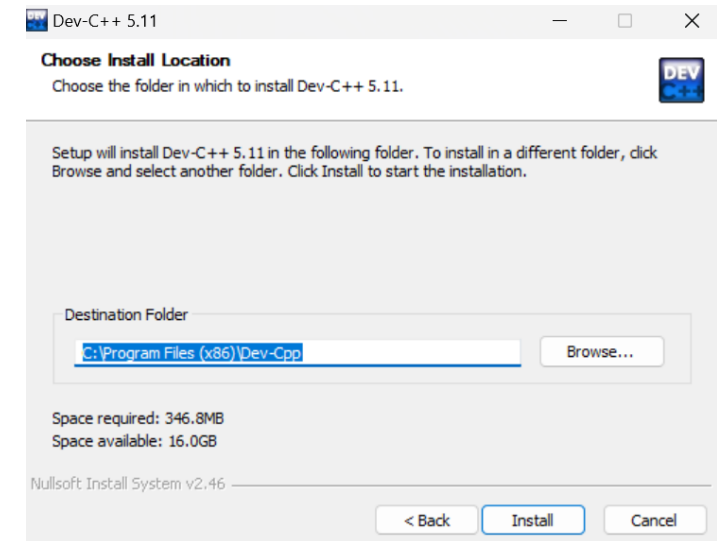 Dev-C++ 5.11
Choose Install Location
Choose the folder in which to install Dev-C++ 5.11.
DEV
C++
Setup will install Dev-C++ 5.11 in the following folder. To install in a different folder, click
Browse and select another folder. Click Install to start the installation.
Destination Folder
C:\Program Files (x86)\Dev-Cpp
Browse...
Space required: 346.8MB
Space available: 16.0GB
Nullsoft Install System v2.46
< Back Install Cancel